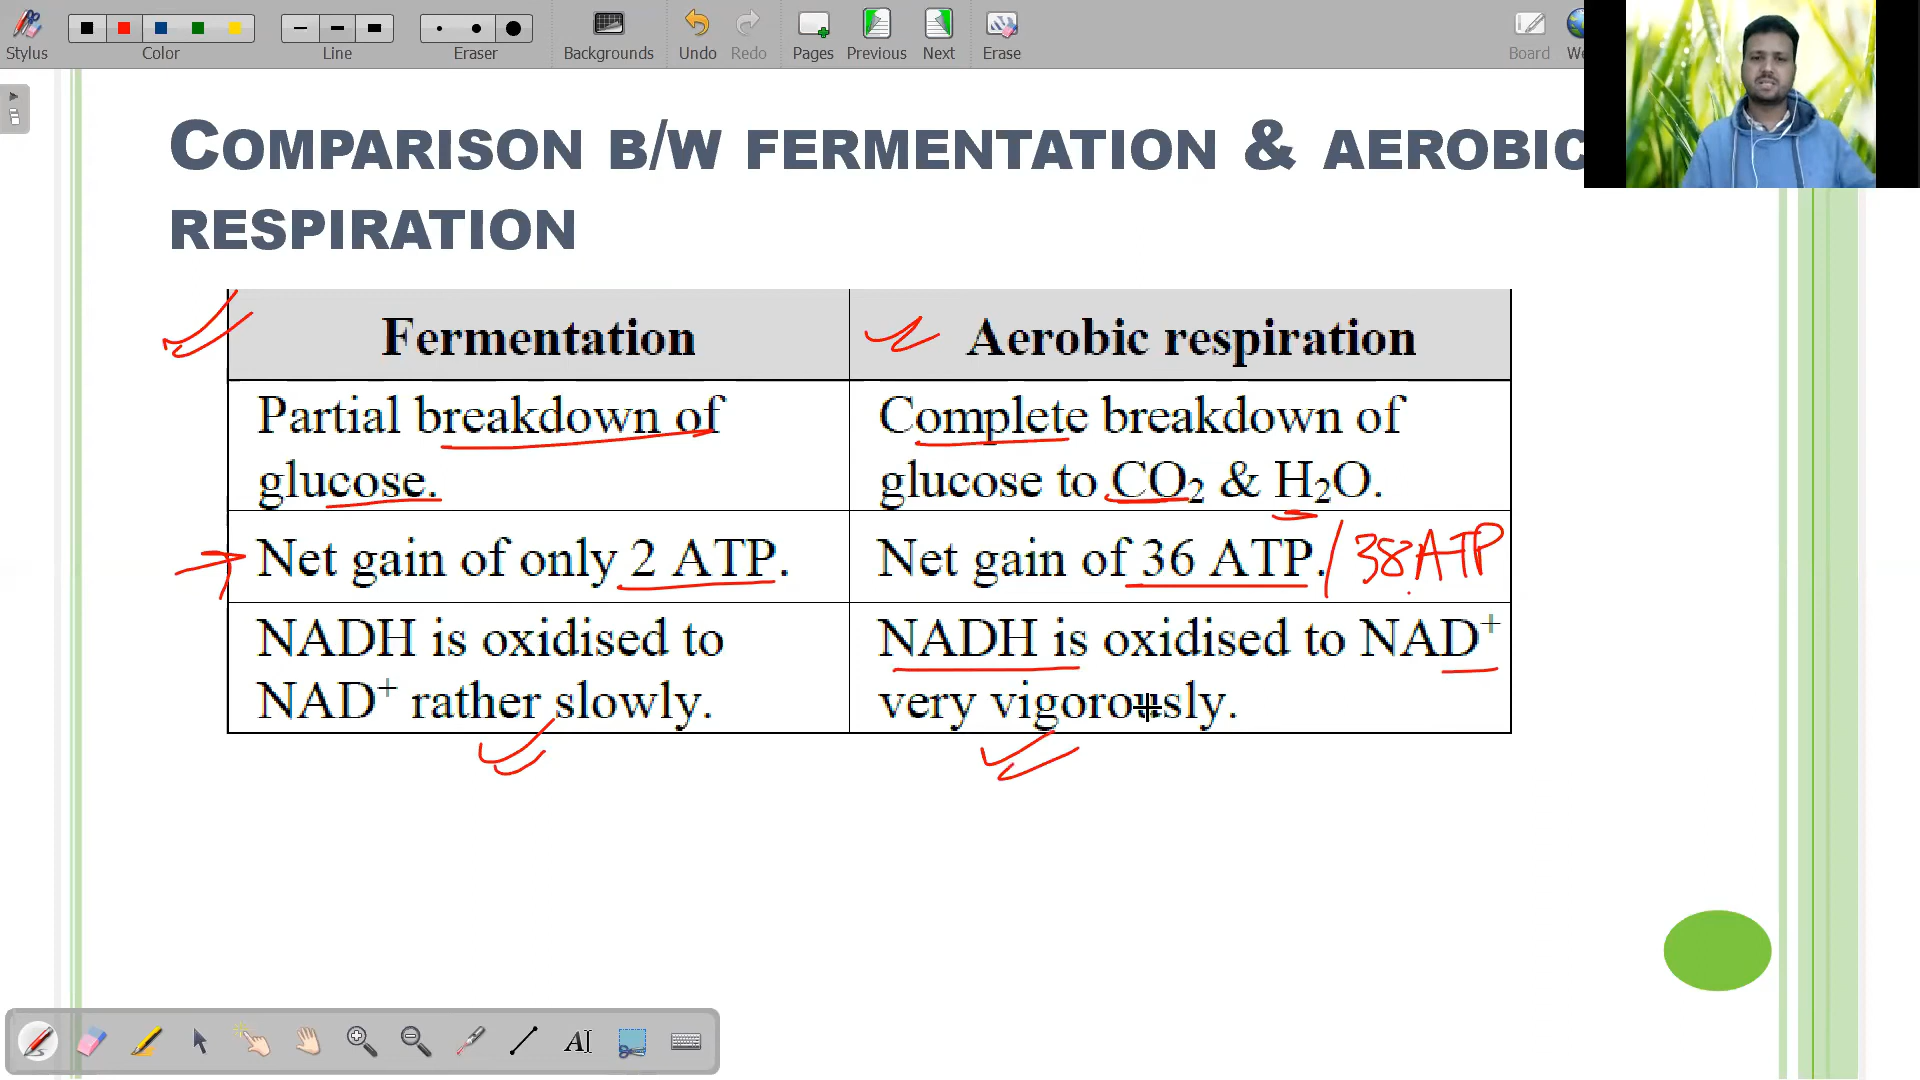 Stylus
Color
Line
Eraser
Backgrounds
Undo
Redo
Pages
Previous
Next
Erase
Board
COMPARISON B/W FERMENTATION & AEROBIC
RESPIRATION
Fermentation
Aerobic respiration
Partial breakdown of
glucose.
Complete breakdown of
glucose to CO₂ & H₂O.
Net gain of only 2 ATP.
Net gain of 36 ATP. / 38 ATP
NADH is oxidised to
NAD⁺ rather slowly.
NADH is oxidised to NAD⁺
very vigorously.